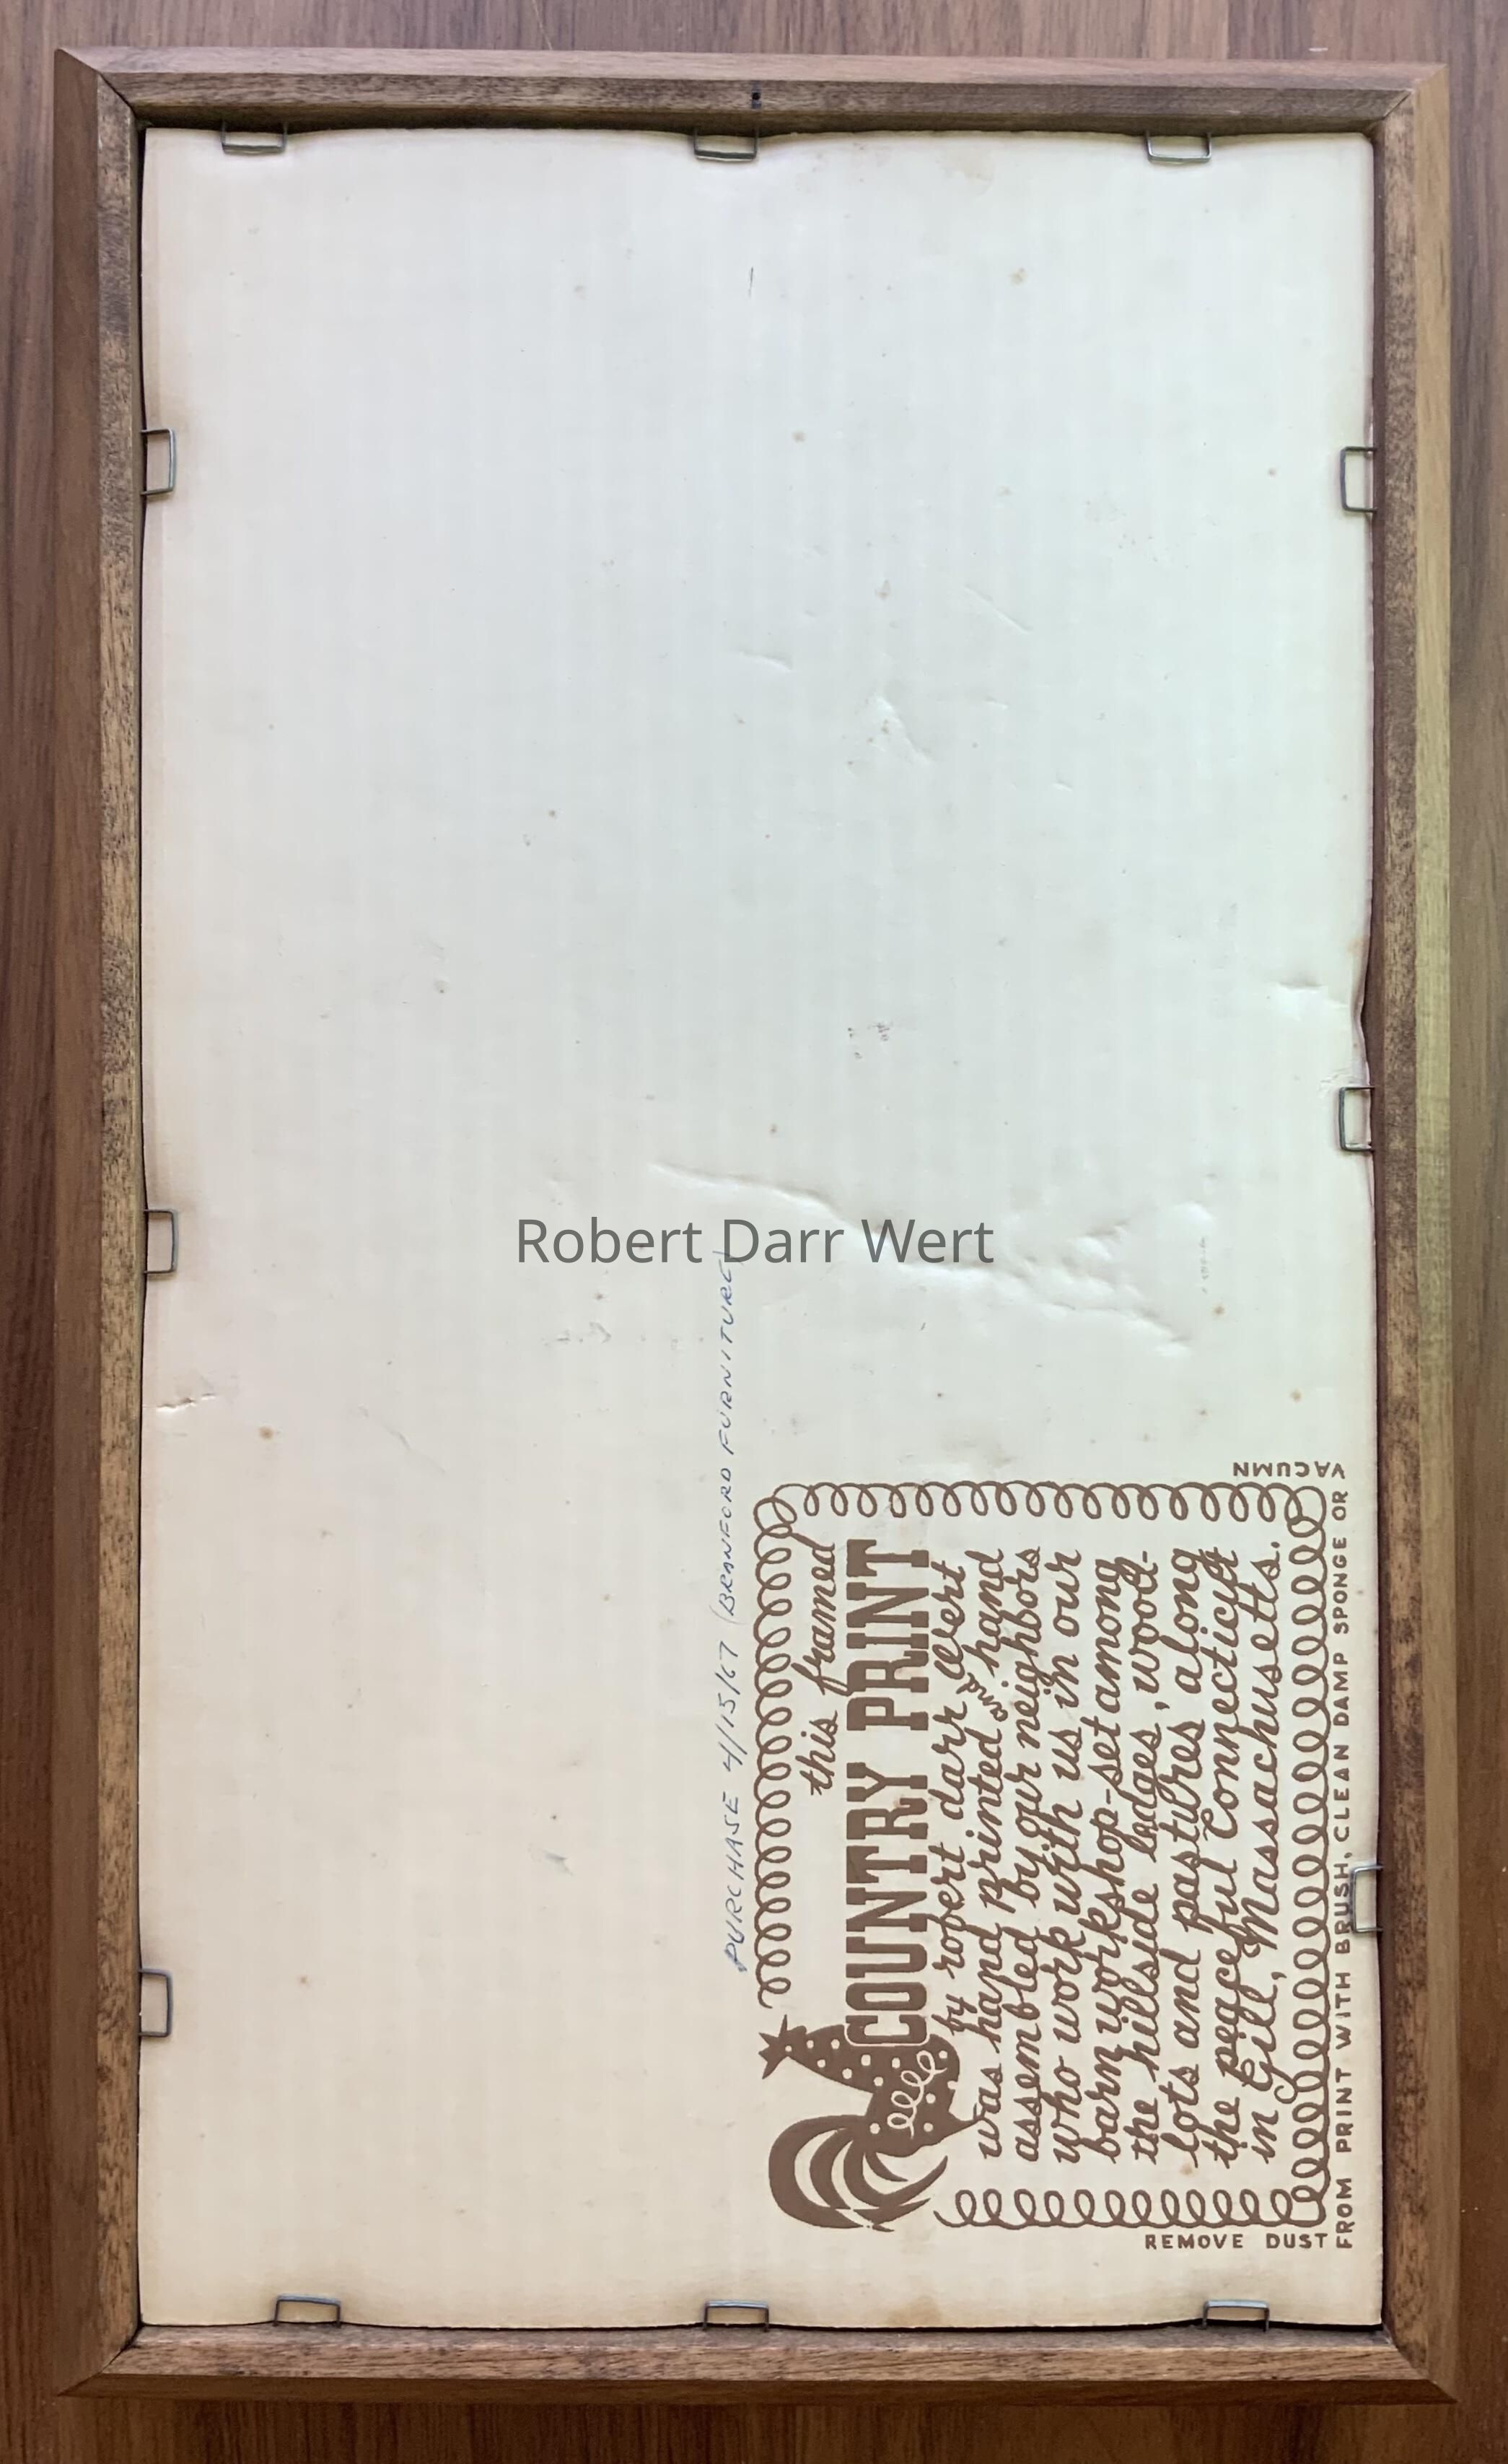 Robert Darr Wert
PURCHASE 4/15/67 (BRANFORD FURNITURE)
this framed
COUNTRY PRINT
by robert darr wert
was hand printed and hand
assembled by our neighbors
who work with us in our
barn workshop-set among
the hillside ledges, wood-
lots and pastures, along
the peaceful Connecticut
in Gill, Massachusetts.
REMOVE DUST
FROM PRINT WITH BRUSH, CLEAN DAMP SPONGE OR
VACUMN